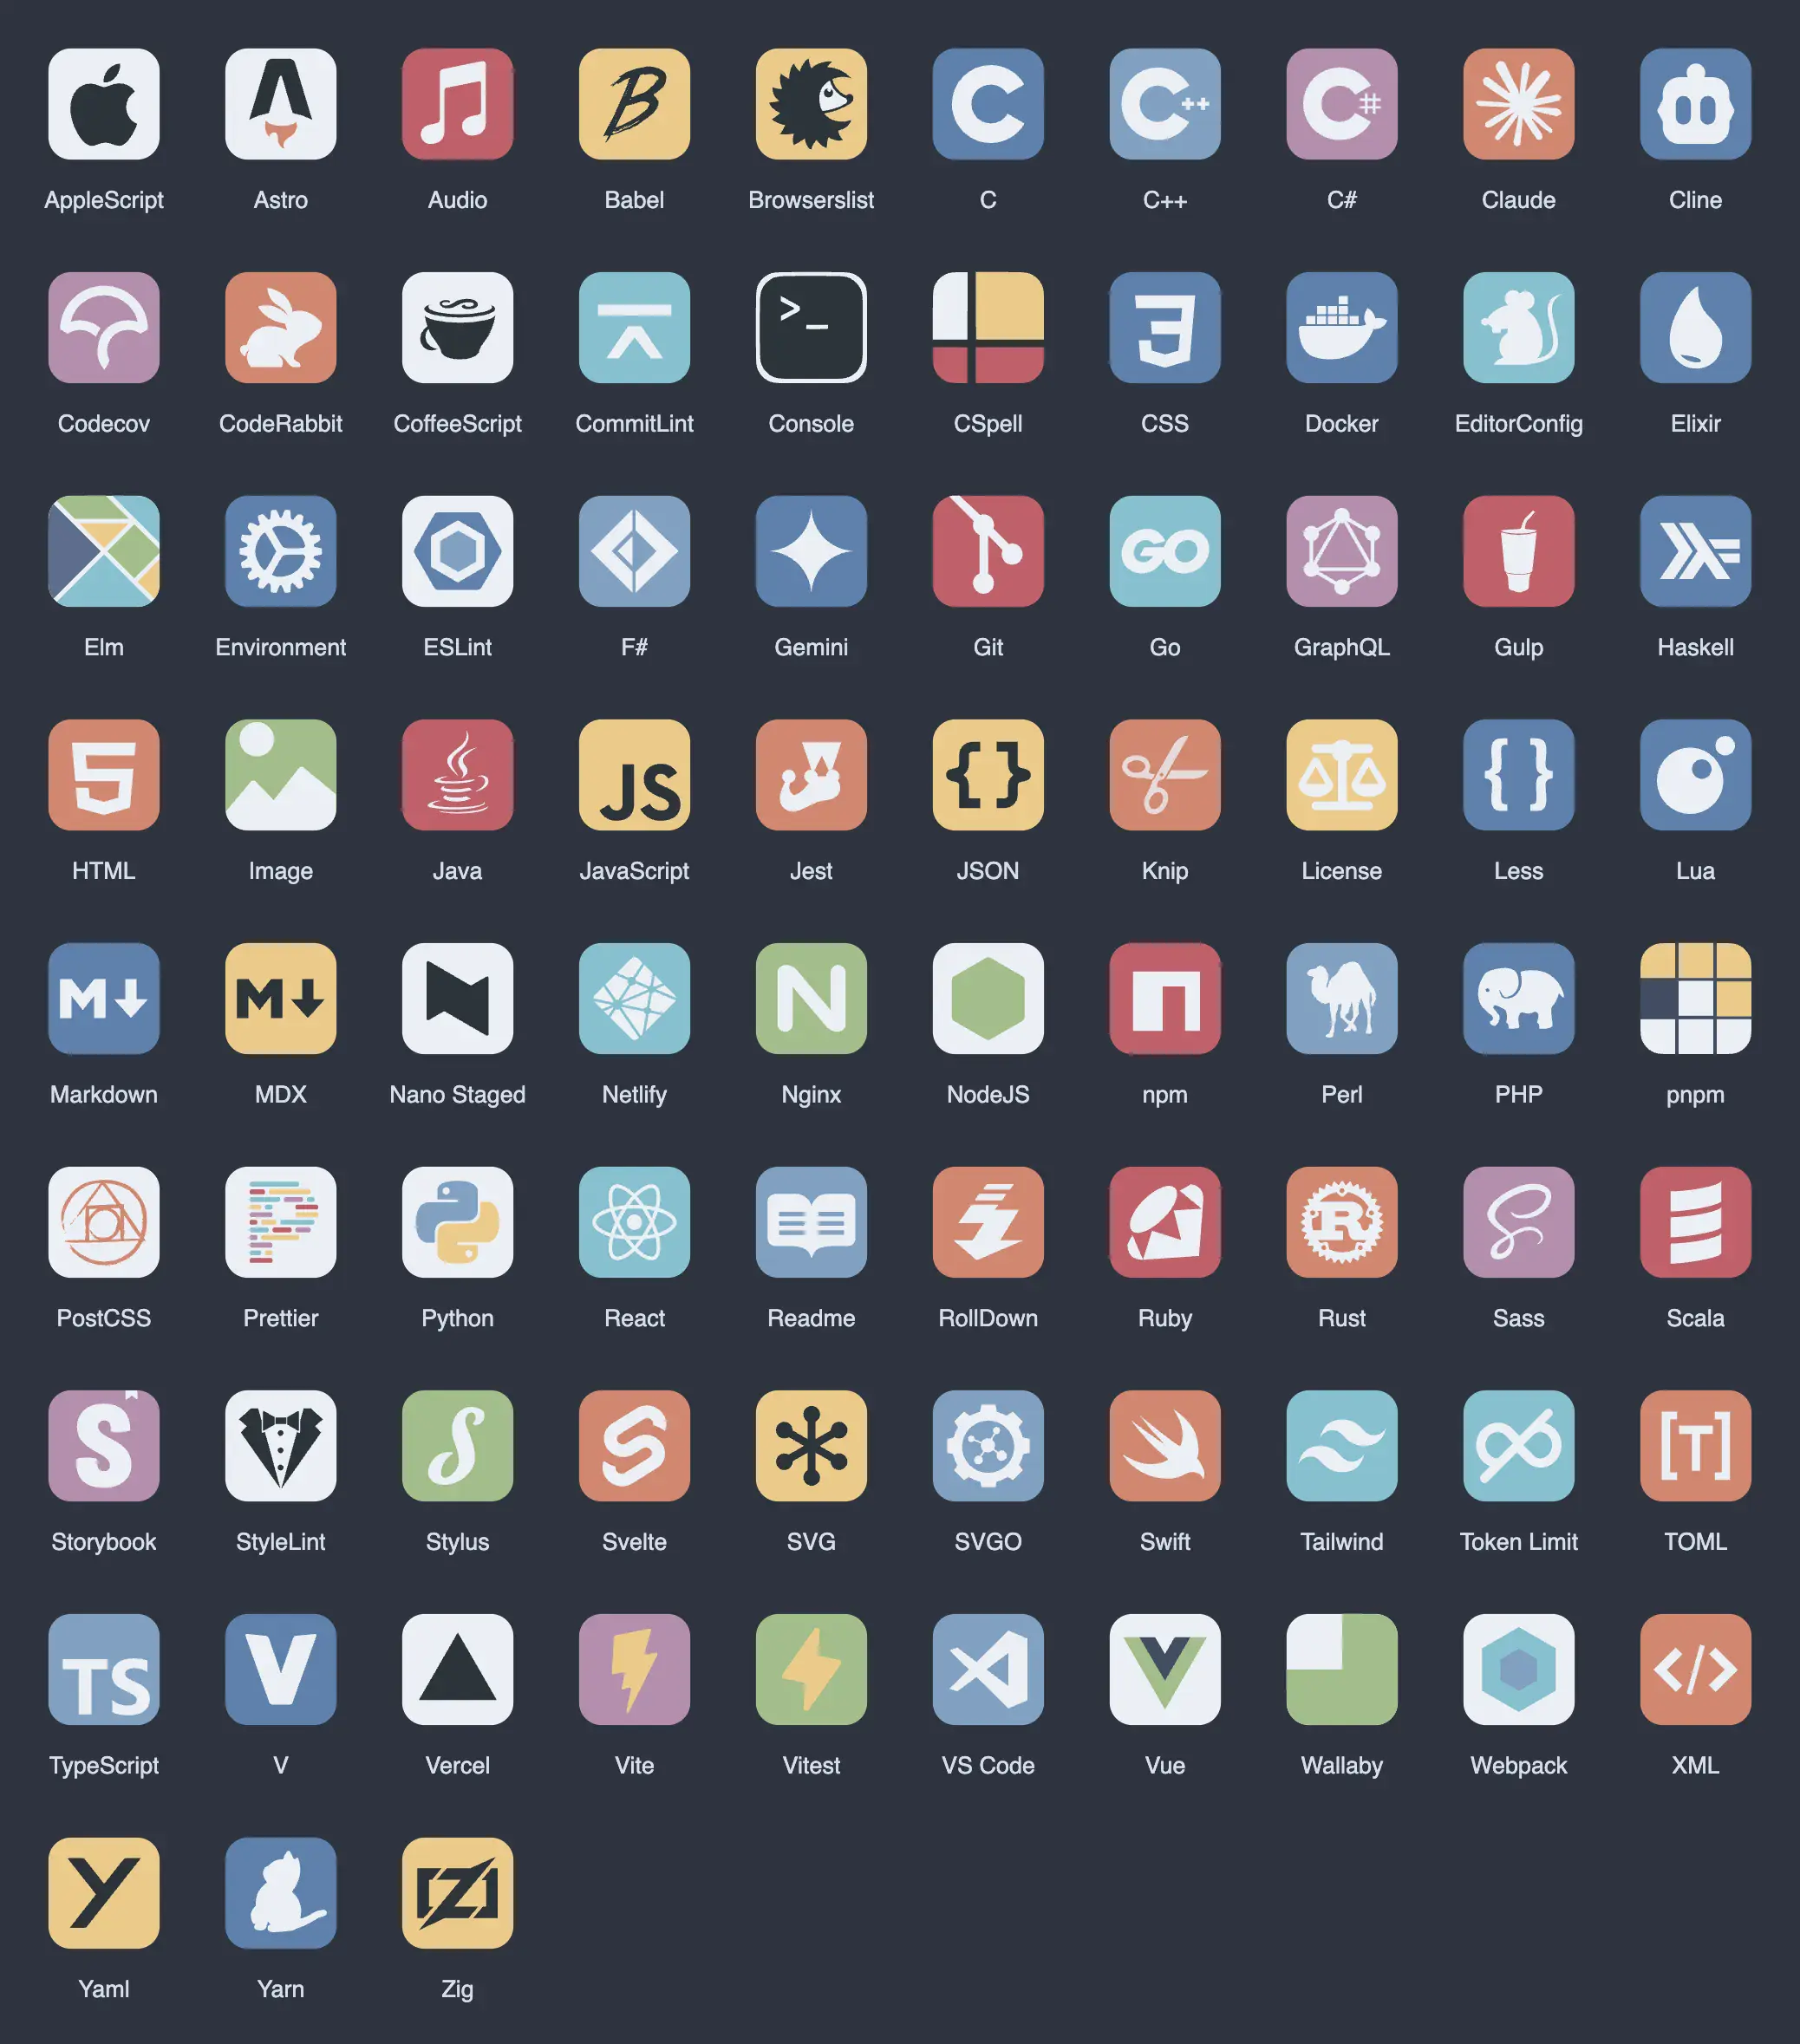 AppleScript Astro Audio Babel Browserslist C C++ C# Claude Cline
Codecov CodeRabbit CoffeeScript CommitLint Console CSpell CSS Docker EditorConfig Elixir
GO
Elm Environment ESLint F# Gemini Git Go GraphQL Gulp Haskell
JS
HTML Image Java JavaScript Jest JSON Knip License Less Lua
M M N
Markdown MDX Nano Staged Netlify Nginx NodeJS npm Perl PHP pnpm
R
PostCSS Prettier Python React Readme RollDown Ruby Rust Sass Scala
S [T]
Storybook StyleLint Stylus Svelte SVG SVGO Swift Tailwind Token Limit TOML
TS V </>
TypeScript V Vercel Vite Vitest VS Code Vue Wallaby Webpack XML
Y Z
Yaml Yarn Zig